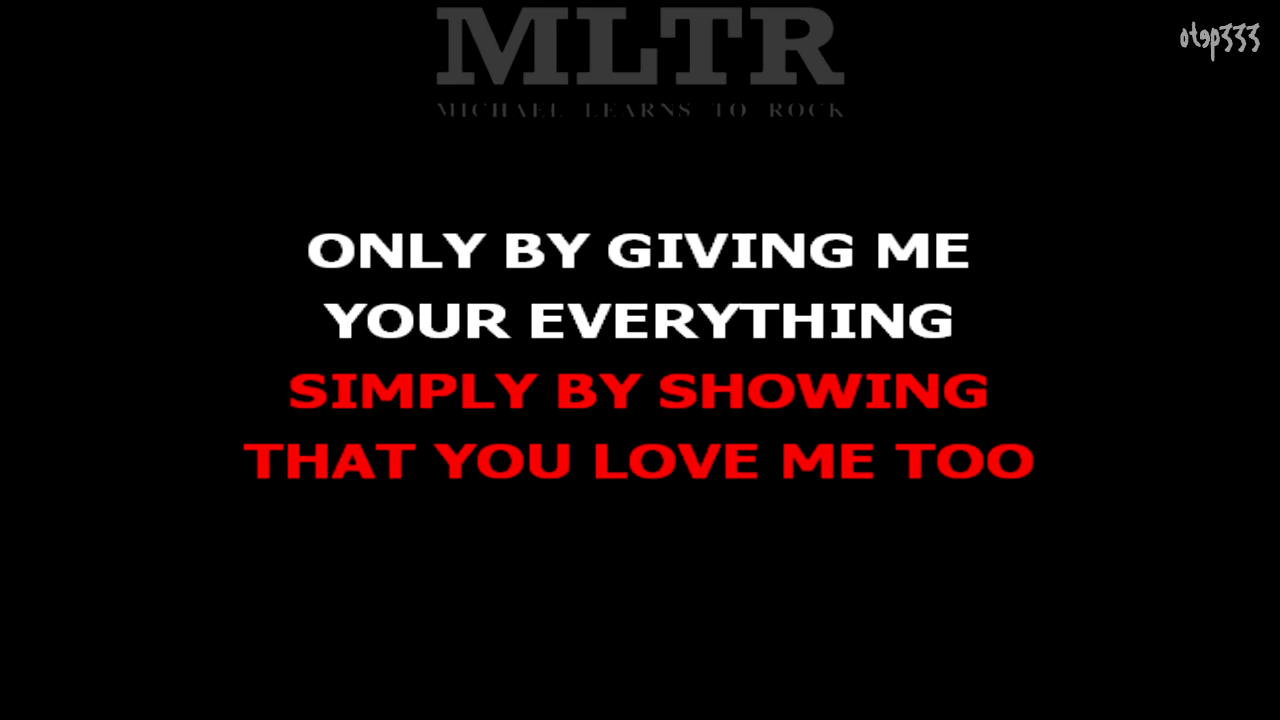 MLTR
MICHAEL LEARNS TO ROCK
otep333
ONLY BY GIVING ME
YOUR EVERYTHING
SIMPLY BY SHOWING
THAT YOU LOVE ME TOO